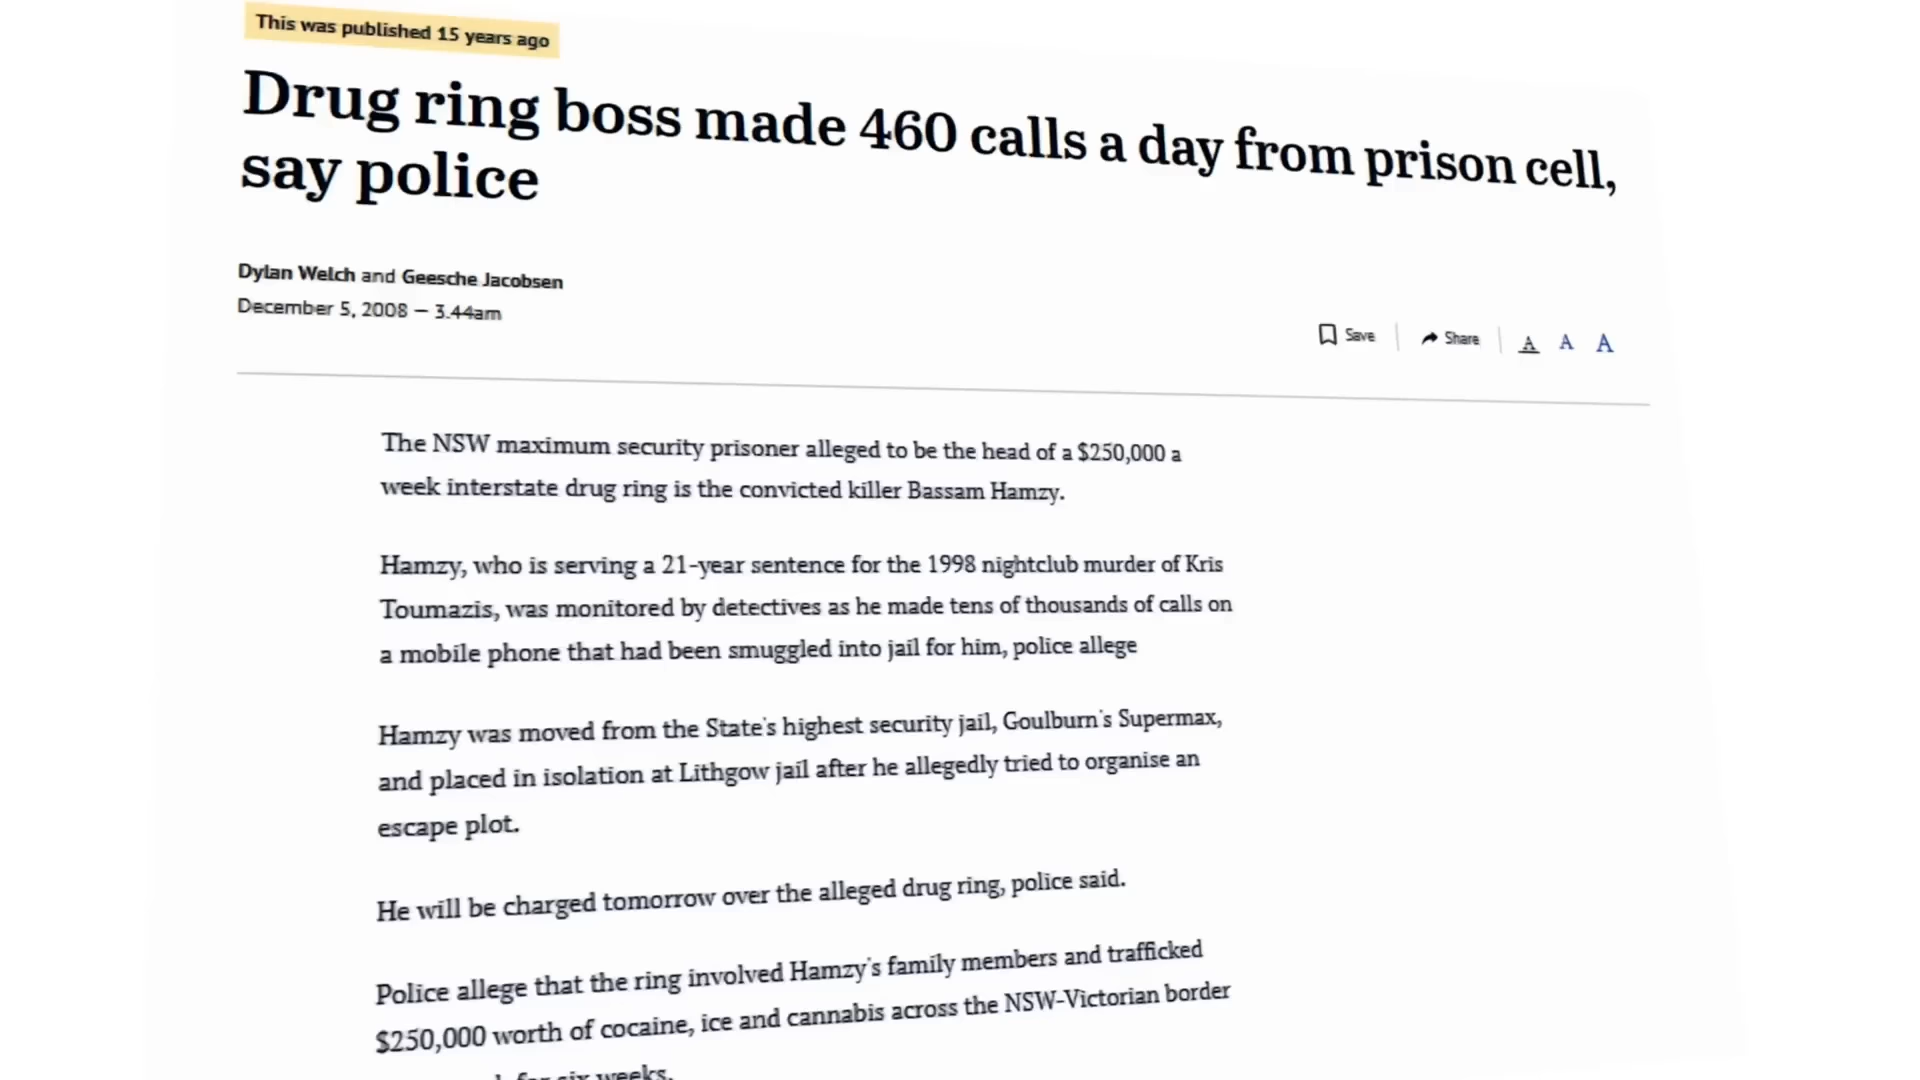 This was published 15 years ago
Drug ring boss made 460 calls a day from prison cell,
say police
Dylan Welch and Geesche Jacobsen
December 5, 2008 — 3.44am
Save
Share
A A A
The NSW maximum security prisoner alleged to be the head of a $250,000 a
week interstate drug ring is the convicted killer Bassam Hamzy.
Hamzy, who is serving a 21-year sentence for the 1998 nightclub murder of Kris
Toumazis, was monitored by detectives as he made tens of thousands of calls on
a mobile phone that had been smuggled into jail for him, police allege
Hamzy was moved from the State's highest security jail, Goulburn's Supermax,
and placed in isolation at Lithgow jail after he allegedly tried to organise an
escape plot.
He will be charged tomorrow over the alleged drug ring, police said.
Police allege that the ring involved Hamzy's family members and trafficked
$250,000 worth of cocaine, ice and cannabis across the NSW-Victorian border
for six weeks.